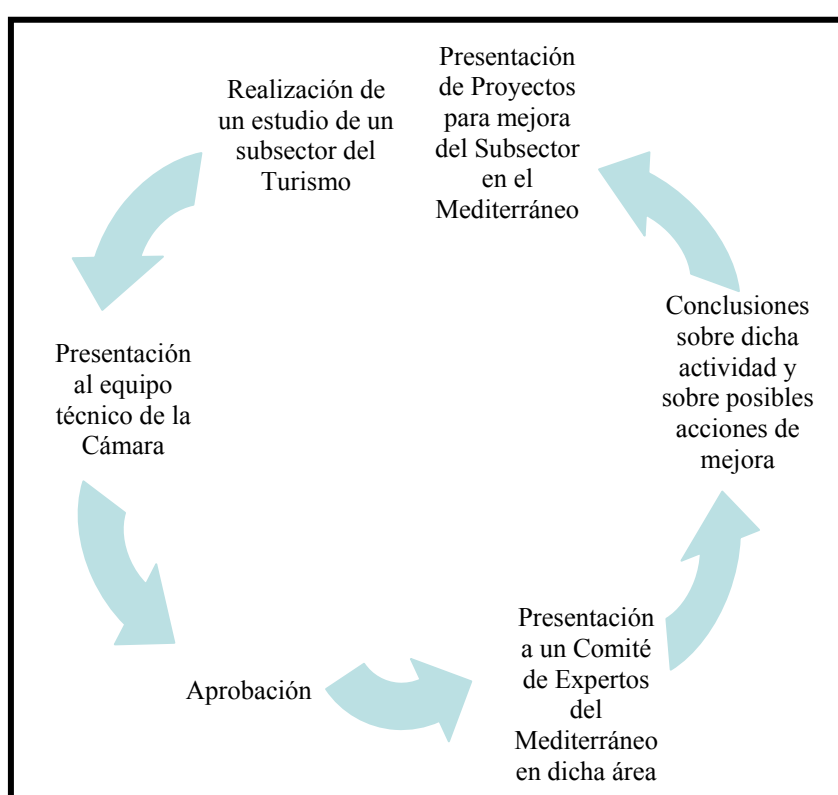 Realización de
un estudio de un
subsector del
Turismo
Presentación
al equipo
técnico de la
Cámara
Aprobación
Presentación
a un Comité
de Expertos
del
Mediterráneo
en dicha área
Conclusiones
sobre dicha
actividad y
sobre posibles
acciones de
mejora
Presentación
de Proyectos
para mejora
del Subsector
en el
Mediterráneo